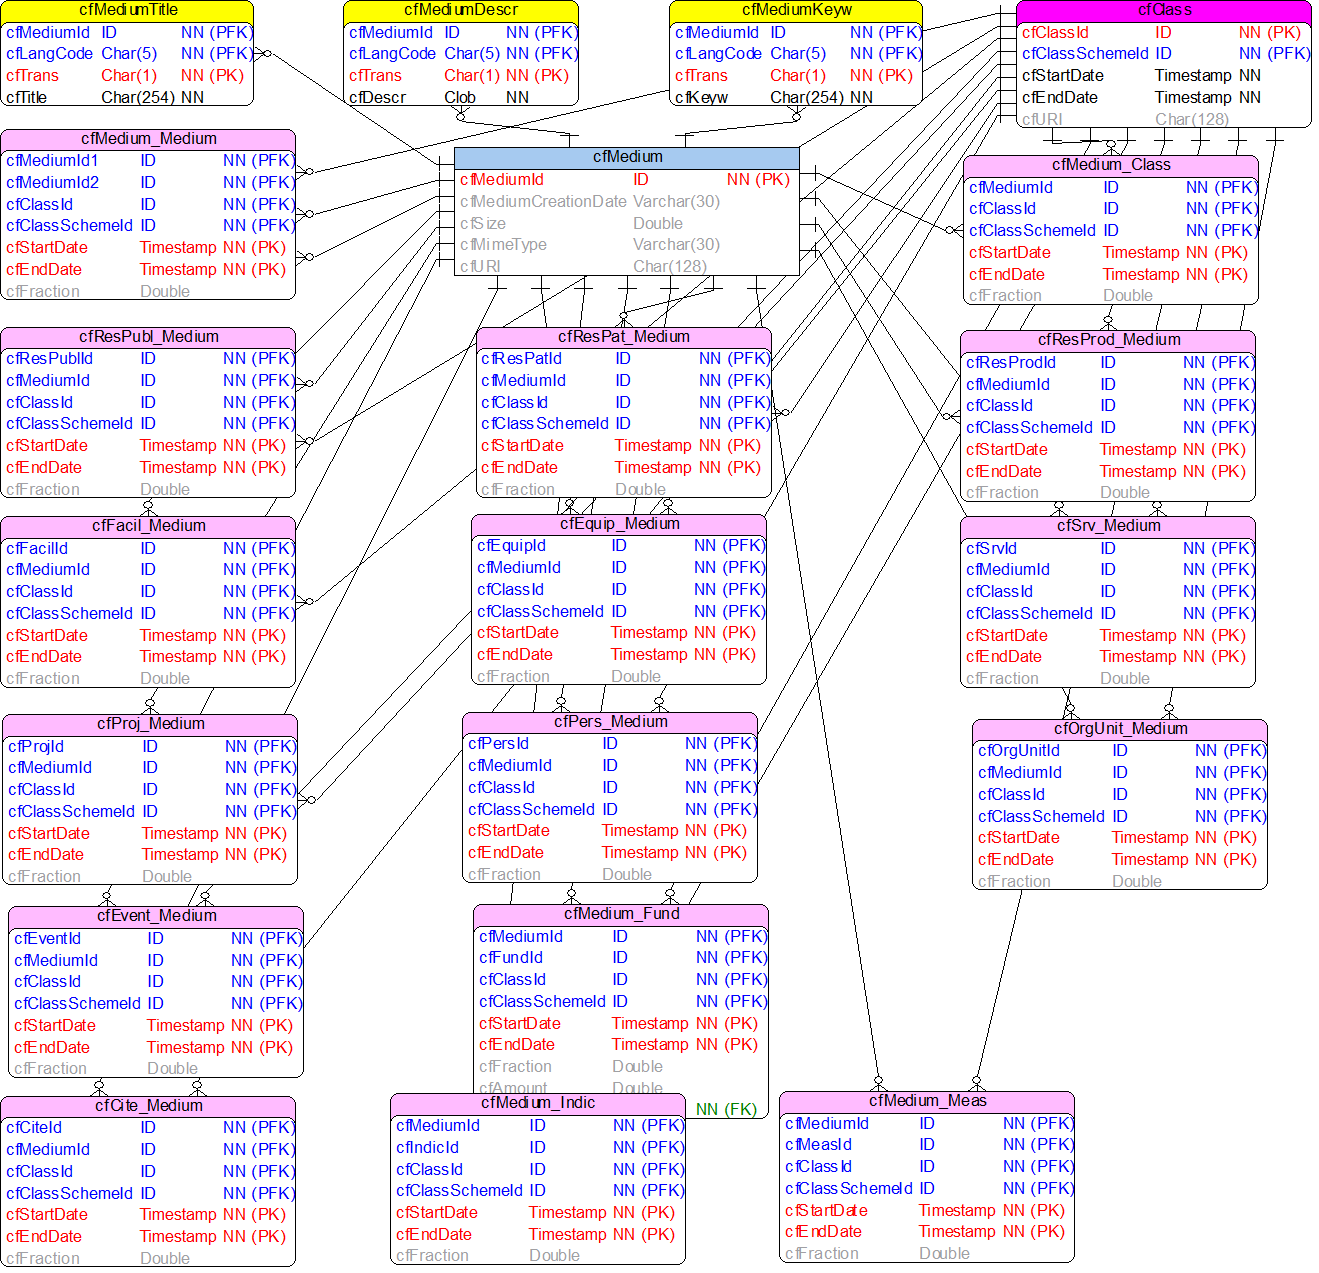 cfMediumTitle
cfMediumId ID NN (PFK)
cfLangCode Char(5) NN (PFK)
cfTrans Char(1) NN (PK)
cfTitle Char(254) NN
cfMediumDescr
cfMediumId ID NN (PFK)
cfLangCode Char(5) NN (PFK)
cfTrans Char(1) NN (PK)
cfDescr Clob NN
cfMediumKeyw
cfMediumId ID NN (PFK)
cfLangCode Char(5) NN (PFK)
cfTrans Char(1) NN (PK)
cfKeyw Char(254) NN
cfClass
cfClassId ID NN (PK)
cfClassSchemeId ID NN (PFK)
cfStartDate Timestamp NN
cfEndDate Timestamp NN
cfURI Char(128)
cfMedium_Medium
cfMediumId1 ID NN (PFK)
cfMediumId2 ID NN (PFK)
cfClassId ID NN (PFK)
cfClassSchemeId ID NN (PFK)
cfStartDate Timestamp NN (PK)
cfEndDate Timestamp NN (PK)
cfFraction Double
cfMedium
cfMediumId ID NN (PK)
cfMediumCreationDate Varchar(30)
cfSize Double
cfMimeType Varchar(30)
cfURI Char(128)
cfMedium_Class
cfMediumId ID NN (PFK)
cfClassId ID NN (PFK)
cfClassSchemeId ID NN (PFK)
cfStartDate Timestamp NN (PK)
cfEndDate Timestamp NN (PK)
cfFraction Double
cfResPubl_Medium
cfResPublId ID NN (PFK)
cfMediumId ID NN (PFK)
cfClassId ID NN (PFK)
cfClassSchemeId ID NN (PFK)
cfStartDate Timestamp NN (PK)
cfEndDate Timestamp NN (PK)
cfFraction Double
cfResPat_Medium
cfResPatId ID NN (PFK)
cfMediumId ID NN (PFK)
cfClassId ID NN (PFK)
cfClassSchemeId ID NN (PFK)
cfStartDate Timestamp NN (PK)
cfEndDate Timestamp NN (PK)
cfFraction Double
cfResProd_Medium
cfResProdId ID NN (PFK)
cfMediumId ID NN (PFK)
cfClassId ID NN (PFK)
cfClassSchemeId ID NN (PFK)
cfStartDate Timestamp NN (PK)
cfEndDate Timestamp NN (PK)
cfFraction Double
cfFacil_Medium
cfFacilId ID NN (PFK)
cfMediumId ID NN (PFK)
cfClassId ID NN (PFK)
cfClassSchemeId ID NN (PFK)
cfStartDate Timestamp NN (PK)
cfEndDate Timestamp NN (PK)
cfFraction Double
cfEquip_Medium
cfEquipId ID NN (PFK)
cfMediumId ID NN (PFK)
cfClassId ID NN (PFK)
cfClassSchemeId ID NN (PFK)
cfStartDate Timestamp NN (PK)
cfEndDate Timestamp NN (PK)
cfFraction Double
cfSrv_Medium
cfSrvId ID NN (PFK)
cfMediumId ID NN (PFK)
cfClassId ID NN (PFK)
cfClassSchemeId ID NN (PFK)
cfStartDate Timestamp NN (PK)
cfEndDate Timestamp NN (PK)
cfFraction Double
cfProj_Medium
cfProjId ID NN (PFK)
cfMediumId ID NN (PFK)
cfClassId ID NN (PFK)
cfClassSchemeId ID NN (PFK)
cfStartDate Timestamp NN (PK)
cfEndDate Timestamp NN (PK)
cfFraction Double
cfPers_Medium
cfPersId ID NN (PFK)
cfMediumId ID NN (PFK)
cfClassId ID NN (PFK)
cfClassSchemeId ID NN (PFK)
cfStartDate Timestamp NN (PK)
cfEndDate Timestamp NN (PK)
cfFraction Double
cfOrgUnit_Medium
cfOrgUnitId ID NN (PFK)
cfMediumId ID NN (PFK)
cfClassId ID NN (PFK)
cfClassSchemeId ID NN (PFK)
cfStartDate Timestamp NN (PK)
cfEndDate Timestamp NN (PK)
cfFraction Double
cfEvent_Medium
cfEventId ID NN (PFK)
cfMediumId ID NN (PFK)
cfClassId ID NN (PFK)
cfClassSchemeId ID NN (PFK)
cfStartDate Timestamp NN (PK)
cfEndDate Timestamp NN (PK)
cfFraction Double
cfMedium_Fund
cfMediumId ID NN (PFK)
cfFundId ID NN (PFK)
cfClassId ID NN (PFK)
cfClassSchemeId ID NN (PFK)
cfStartDate Timestamp NN (PK)
cfEndDate Timestamp NN (PK)
cfFraction Double
cfAmount Double
NN (FK)
cfCite_Medium
cfCiteId ID NN (PFK)
cfMediumId ID NN (PFK)
cfClassId ID NN (PFK)
cfClassSchemeId ID NN (PFK)
cfStartDate Timestamp NN (PK)
cfEndDate Timestamp NN (PK)
cfFraction Double
cfMedium_Indic
cfMediumId ID NN (PFK)
cfIndicId ID NN (PFK)
cfClassId ID NN (PFK)
cfClassSchemeId ID NN (PFK)
cfStartDate Timestamp NN (PK)
cfEndDate Timestamp NN (PK)
cfFraction Double
cfMedium_Meas
cfMediumId ID NN (PFK)
cfMeasId ID NN (PFK)
cfClassId ID NN (PFK)
cfClassSchemeId ID NN (PFK)
cfStartDate Timestamp NN (PK)
cfEndDate Timestamp NN (PK)
cfFraction Double